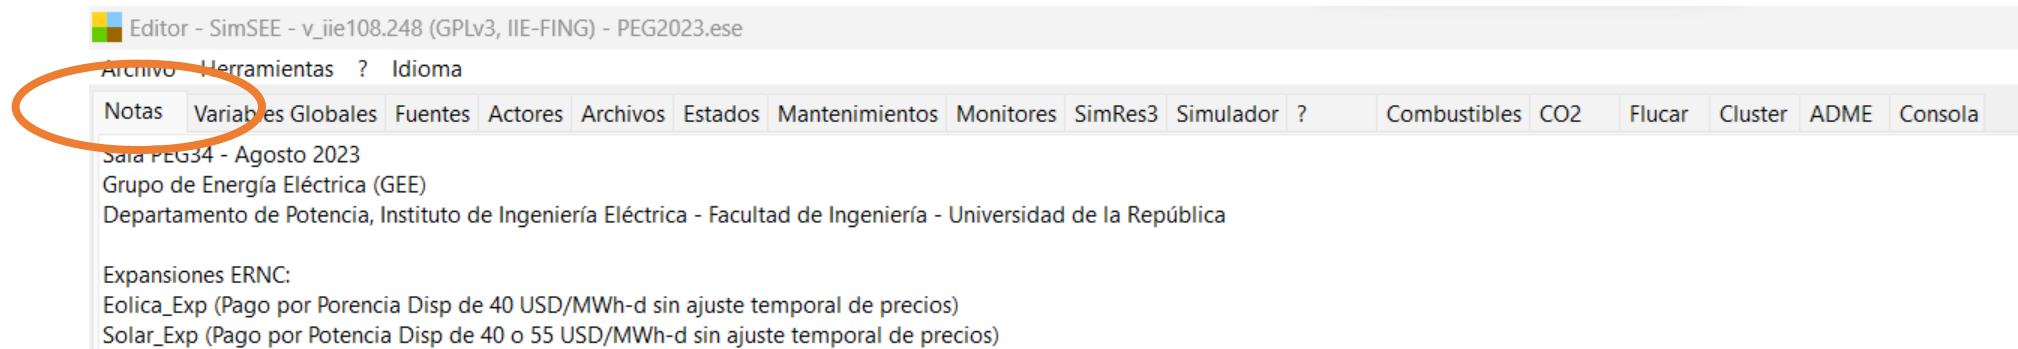 Editor - SimSEE - v_iie108.248 (GPLv3, IIE-FING) - PEG2023.ese
Archivo Herramientas ? Idioma
Notas Variables Globales Fuentes Actores Archivos Estados Mantenimientos Monitores SimRes3 Simulador ? Combustibles CO2 Flucar Cluster ADME Consola
Sala PEG34 - Agosto 2023
Grupo de Energía Eléctrica (GEE)
Departamento de Potencia, Instituto de Ingeniería Eléctrica - Facultad de Ingeniería - Universidad de la República
Expansiones ERNC:
Eolica_Exp (Pago por Porencia Disp de 40 USD/MWh-d sin ajuste temporal de precios)
Solar_Exp (Pago por Potencia Disp de 40 o 55 USD/MWh-d sin ajuste temporal de precios)